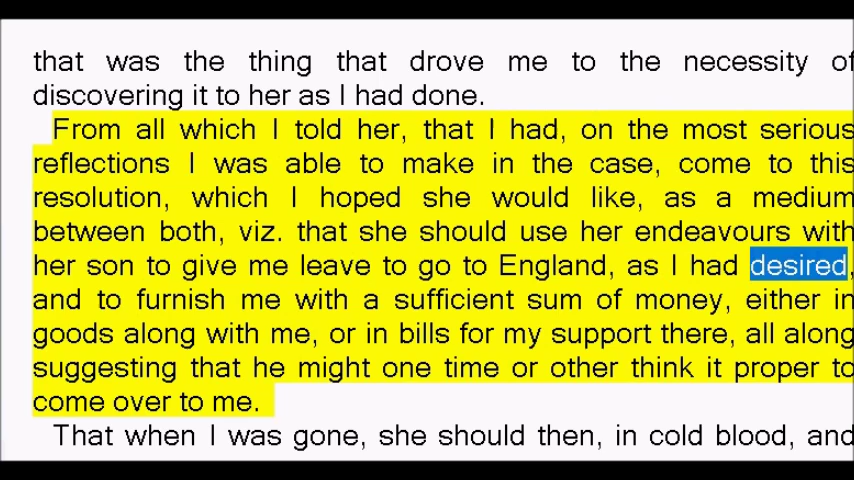 that was the thing that drove me to the necessity of
discovering it to her as I had done.
From all which I told her, that I had, on the most serious
reflections I was able to make in the case, come to this
resolution, which I hoped she would like, as a medium
between both, viz. that she should use her endeavours with
her son to give me leave to go to England, as I had desired,
and to furnish me with a sufficient sum of money, either in
goods along with me, or in bills for my support there, all along
suggesting that he might one time or other think it proper to
come over to me.
That when I was gone, she should then, in cold blood, and